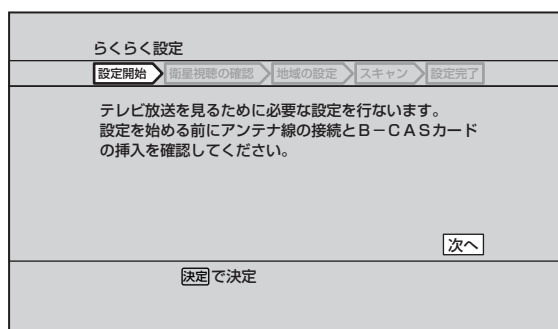 らくらく設定
設定開始 衛星視聴の確認 地域の設定 スキャン 設定完了
テレビ放送を見るために必要な設定を行ないます。
設定を始める前にアンテナ線の接続とB－CASカード
の挿入を確認してください。
次へ
決定で決定